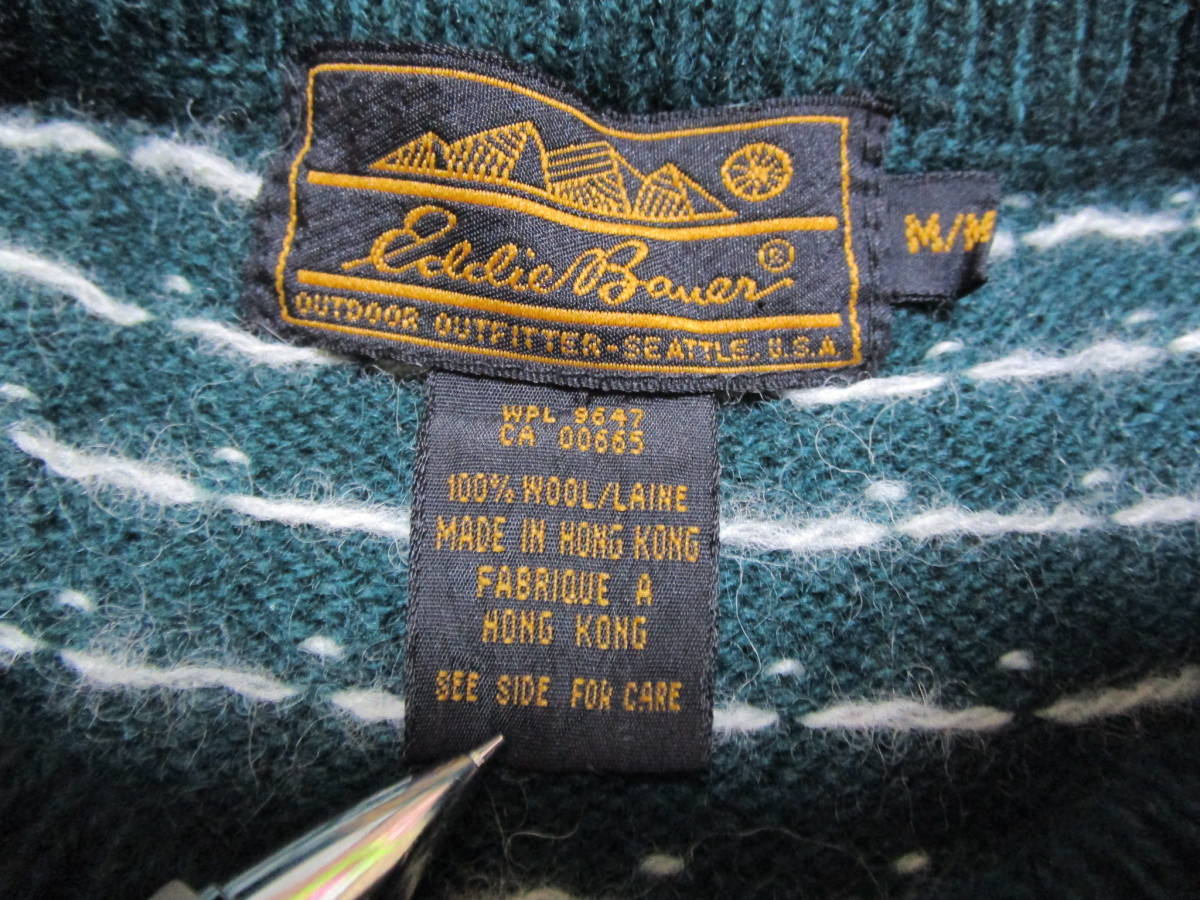 Eddie Bauer®
OUTDOOR OUTFITTER-SEATTLE, U.S.A
M/M
WPL 9647
CA 00665
100% WOOL/LAINE
MADE IN HONG KONG
FABRIQUE A
HONG KONG
SEE SIDE FOR CARE